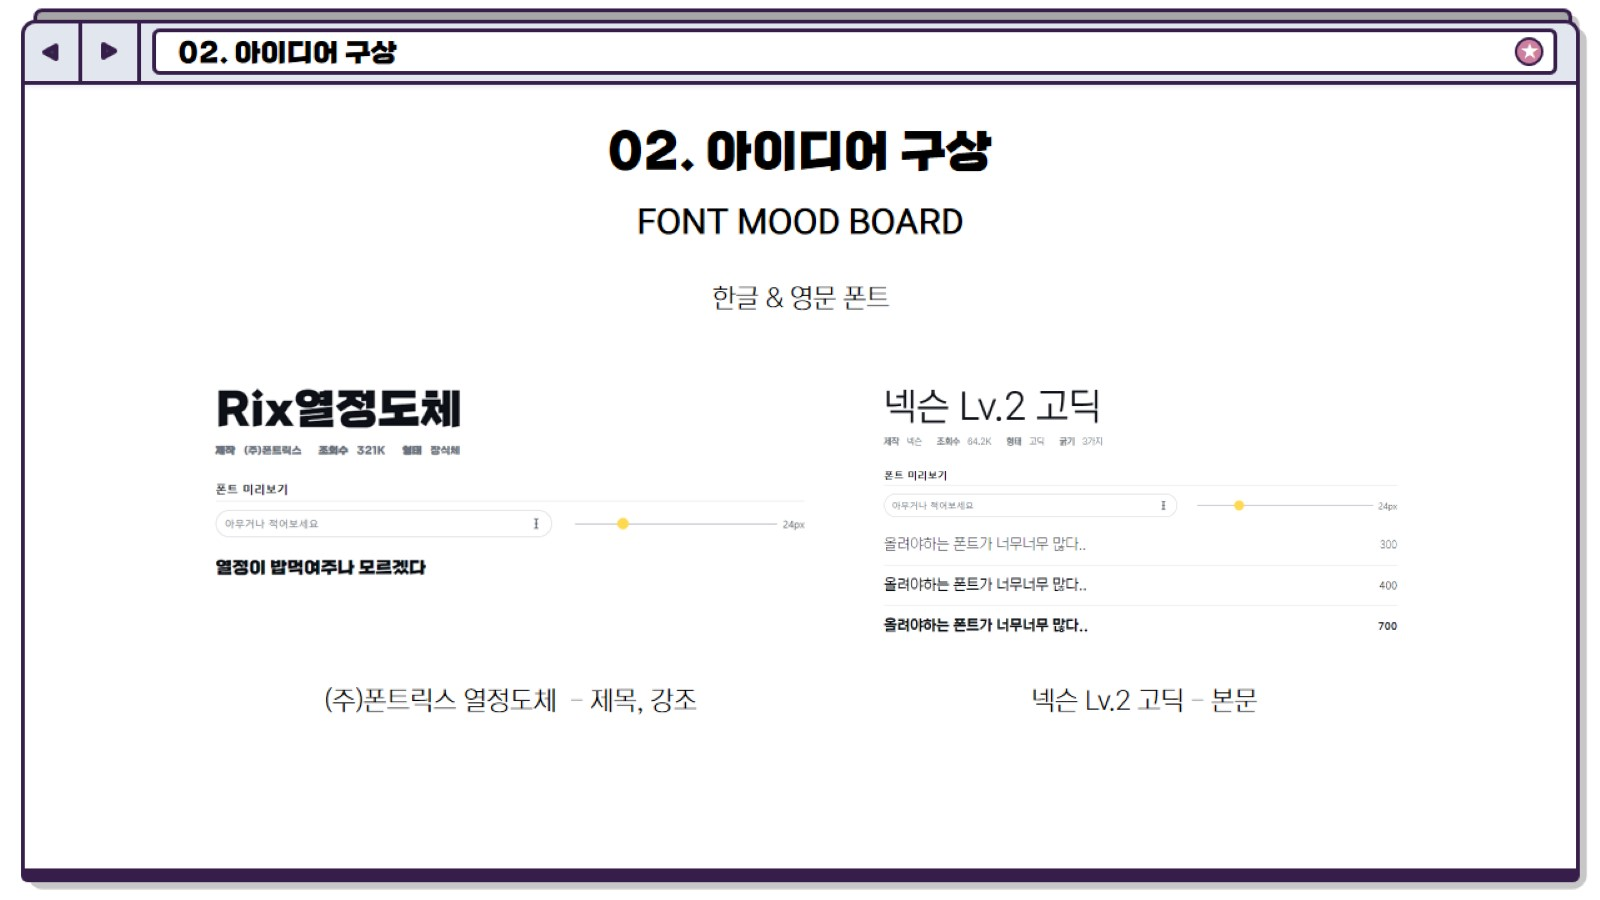 02. 아이디어 구상
02. 아이디어 구상
FONT MOOD BOARD
한글 & 영문 폰트
Rix열정도체
제작 (주)폰트릭스 조회수 321K 형태 장식체
폰트 미리보기
아무거나 적어보세요
24px
열정이 밥먹여주나 모르겠다
(주)폰트릭스 열정도체 - 제목, 강조
넥슨 Lv.2 고딕
제작 넥슨 조회수 64.2K 형태 고딕 굵기 3가지
폰트 미리보기
아무거나 적어보세요
24px
올려야하는 폰트가 너무너무 많다.. 300
올려야하는 폰트가 너무너무 많다.. 400
올려야하는 폰트가 너무너무 많다.. 700
넥슨 Lv.2 고딕 - 본문